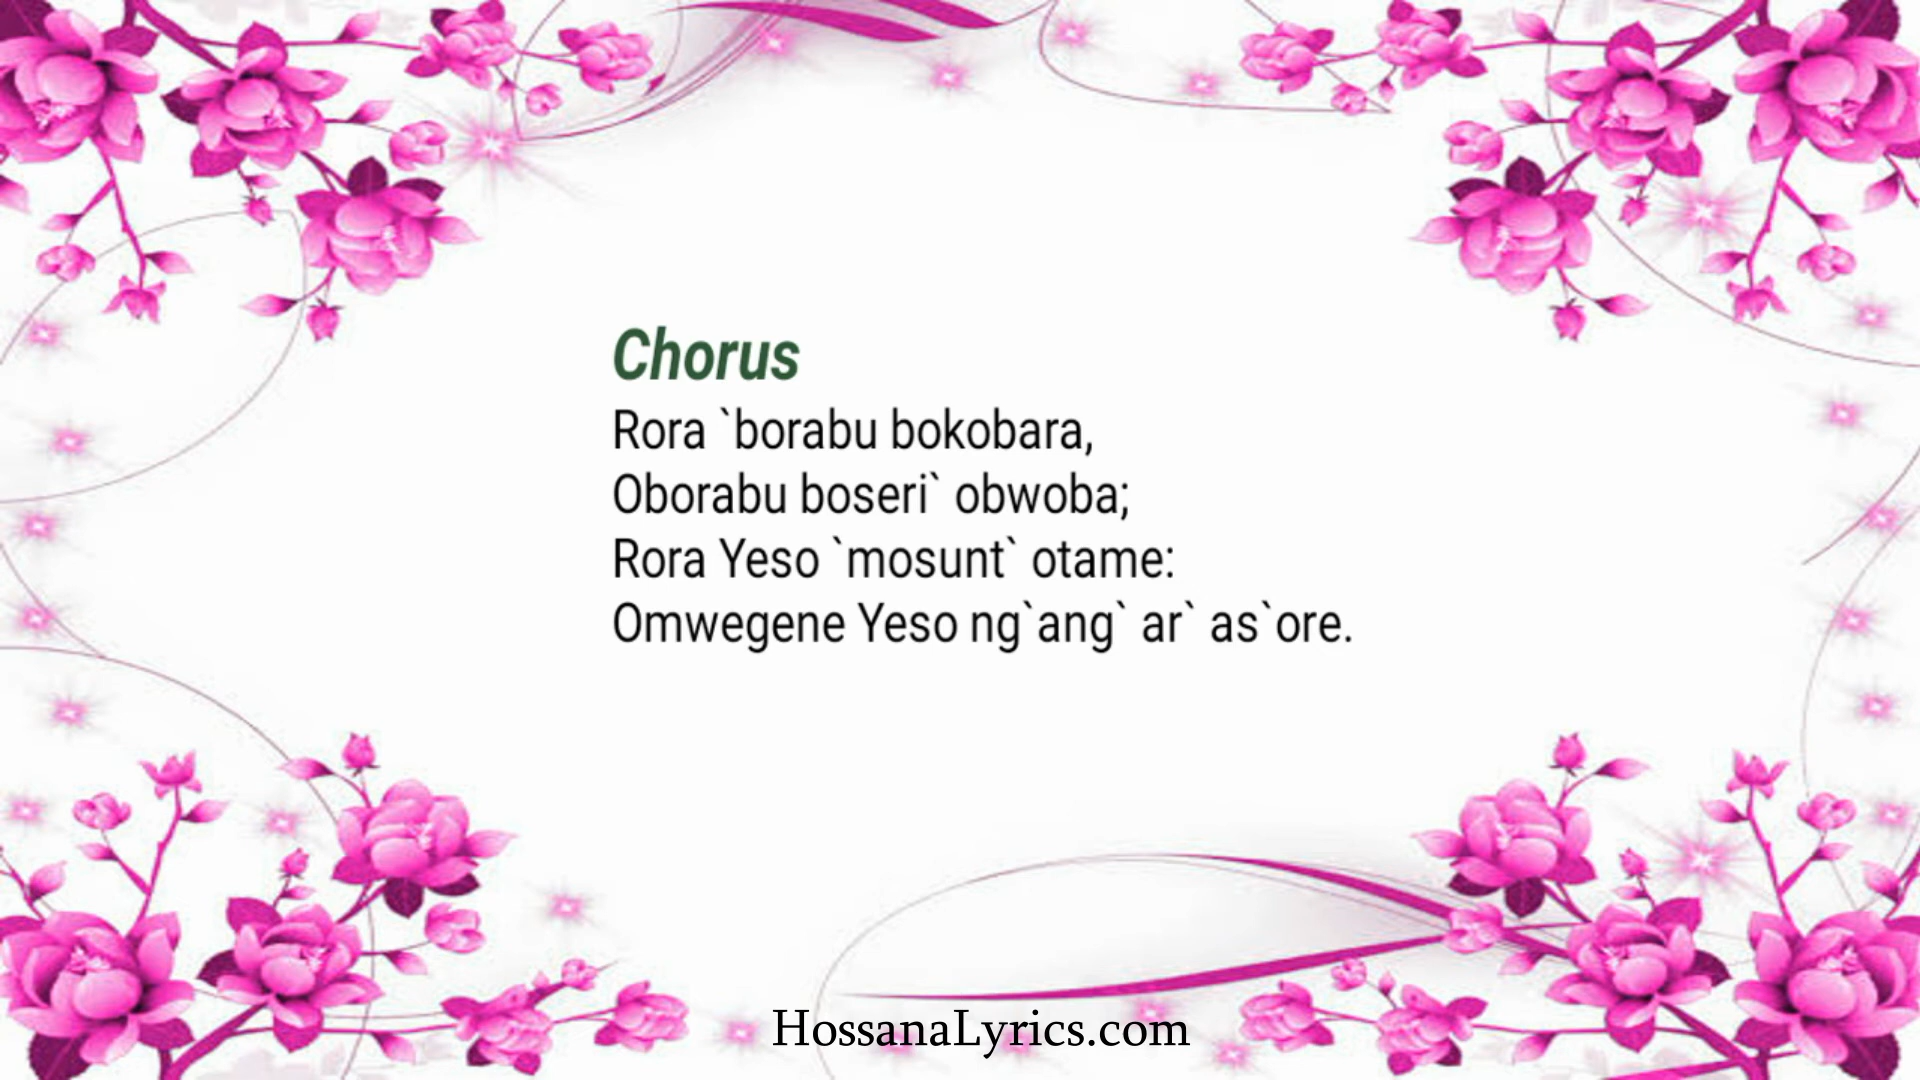 Chorus
Rora `borabu bokobara,
Oborabu boseri` obwoba;
Rora Yeso `mosunt` otame:
Omwegene Yeso ng`ang` ar` as`ore.
HossanaLyrics.com